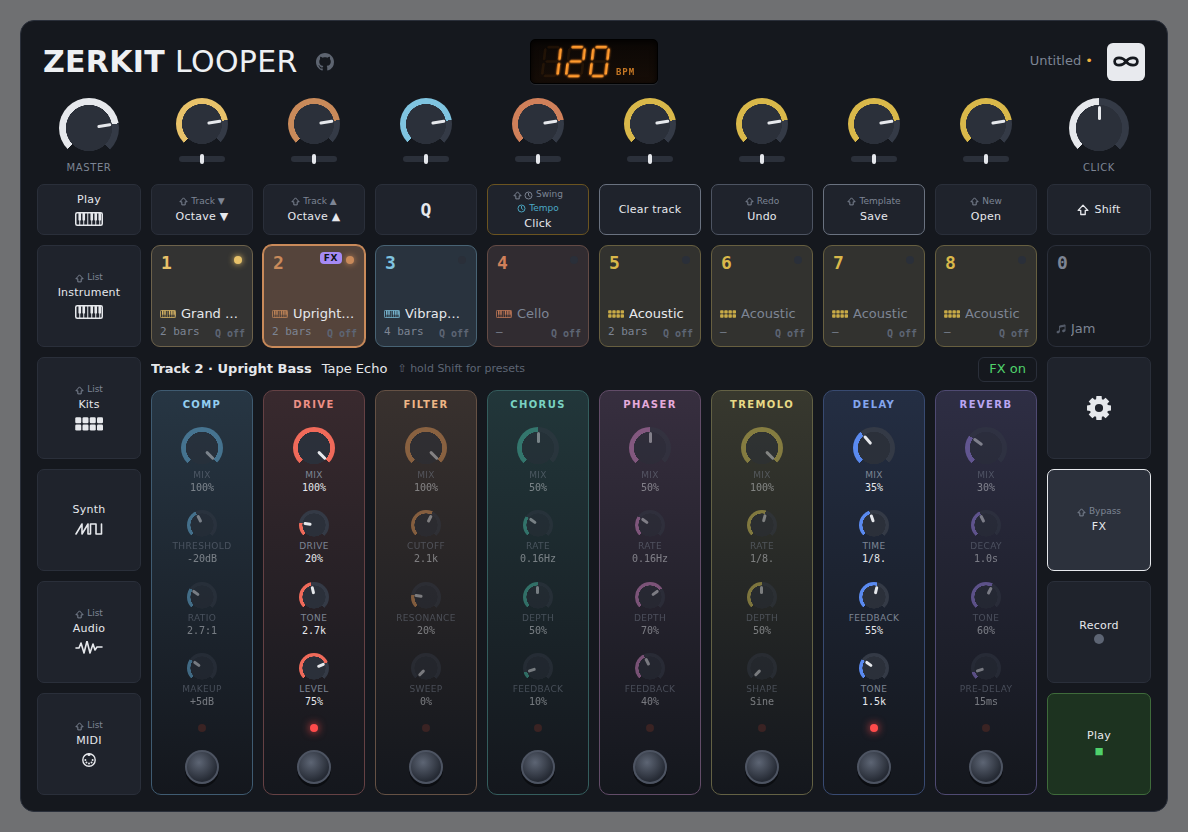 ZERKIT LOOPER
120 BPM
Untitled •
MASTER
CLICK
Play
Track ▼
Octave ▼
Track ▲
Octave ▲
Q
Swing
Tempo
Click
Clear track
Redo
Undo
Template
Save
New
Open
Shift
List
Instrument
1
Grand ...
2 bars Q off
2 FX
Upright...
2 bars Q off
3
Vibrap...
4 bars Q off
4
Cello
— Q off
5
Acoustic
2 bars Q off
6
Acoustic
— Q off
7
Acoustic
— Q off
8
Acoustic
— Q off
0
Jam
Track 2 · Upright Bass Tape Echo ⇧ hold Shift for presets
FX on
List
Kits
Synth
List
Audio
List
MIDI
COMP
MIX
100%
THRESHOLD
-20dB
RATIO
2.7:1
MAKEUP
+5dB
DRIVE
MIX
100%
DRIVE
20%
TONE
2.7k
LEVEL
75%
FILTER
MIX
100%
CUTOFF
2.1k
RESONANCE
20%
SWEEP
0%
CHORUS
MIX
50%
RATE
0.16Hz
DEPTH
50%
FEEDBACK
10%
PHASER
MIX
50%
RATE
0.16Hz
DEPTH
70%
FEEDBACK
40%
TREMOLO
MIX
100%
RATE
1/8.
DEPTH
50%
SHAPE
Sine
DELAY
MIX
35%
TIME
1/8.
FEEDBACK
55%
TONE
1.5k
REVERB
MIX
30%
DECAY
1.0s
TONE
60%
PRE-DELAY
15ms
Bypass
FX
Record
Play